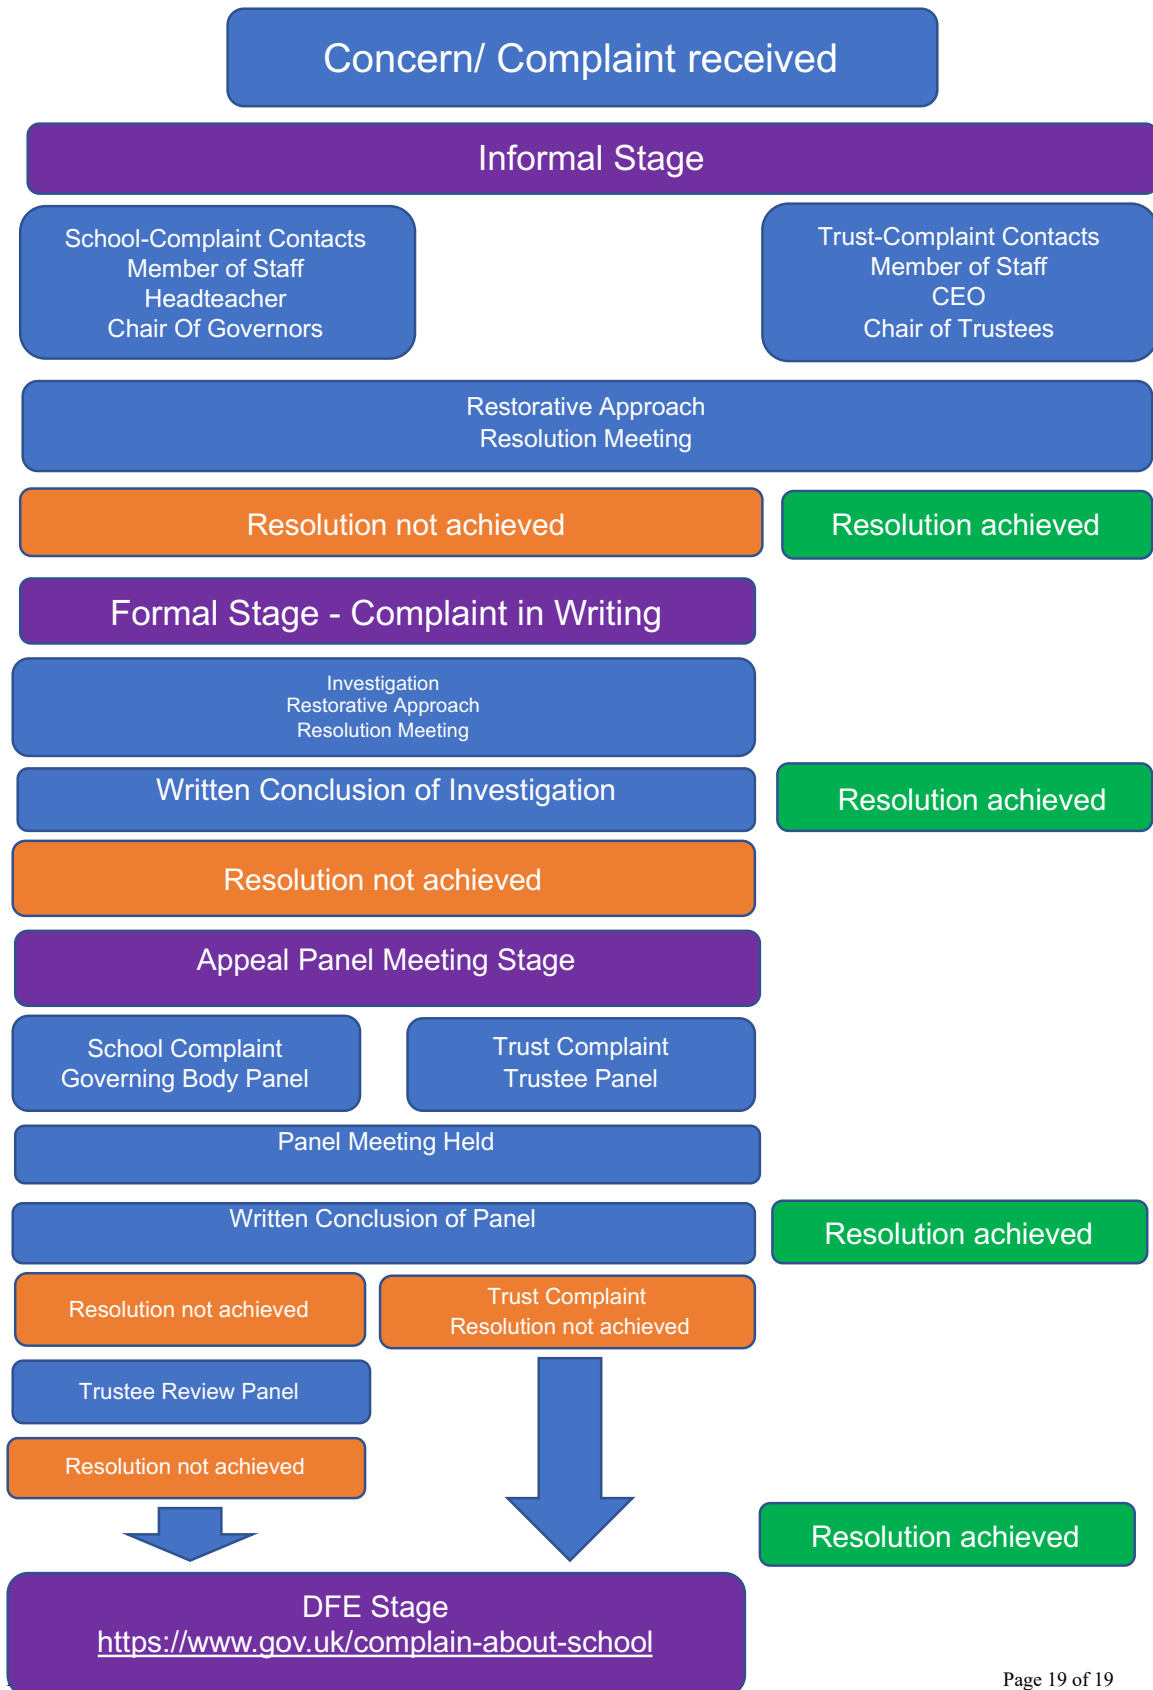 Concern/ Complaint received
Informal Stage
School-Complaint Contacts
Member of Staff
Headteacher
Chair Of Governors
Trust-Complaint Contacts
Member of Staff
CEO
Chair of Trustees
Restorative Approach
Resolution Meeting
Resolution not achieved
Resolution achieved
Formal Stage - Complaint in Writing
Investigation
Restorative Approach
Resolution Meeting
Written Conclusion of Investigation
Resolution achieved
Resolution not achieved
Appeal Panel Meeting Stage
School Complaint
Governing Body Panel
Trust Complaint
Trustee Panel
Panel Meeting Held
Written Conclusion of Panel
Resolution achieved
Resolution not achieved
Trust Complaint
Resolution not achieved
Trustee Review Panel
Resolution not achieved
Resolution achieved
DFE Stage
https://www.gov.uk/complain-about-school
Page 19 of 19